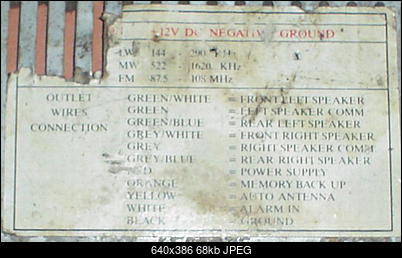 12V DC NEGATIVE GROUND
LW 144 - 290 KHz
MW 522 - 1620 KHz
FM 87.5 - 108 MHz
OUTLET WIRES CONNECTION
GREEN/WHITE = FRONT LEFT SPEAKER
GREEN = LEFT SPEAKER COMM
GREEN/BLUE = REAR LEFT SPEAKER
GREY/WHITE = FRONT RIGHT SPEAKER
GREY = RIGHT SPEAKER COMM
GREY/BLUE = REAR RIGHT SPEAKER
= POWER SUPPLY
ORANGE = MEMORY BACK UP
YELLOW = AUTO ANTENNA
WHITE = ALARM IN
BLACK = GROUND
640x386 68kb JPEG